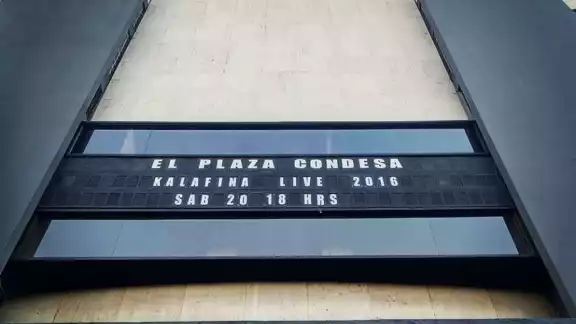 EL PLAZA CONDESA
KALAFINA LIVE 2016
SAB 20 18 HRS